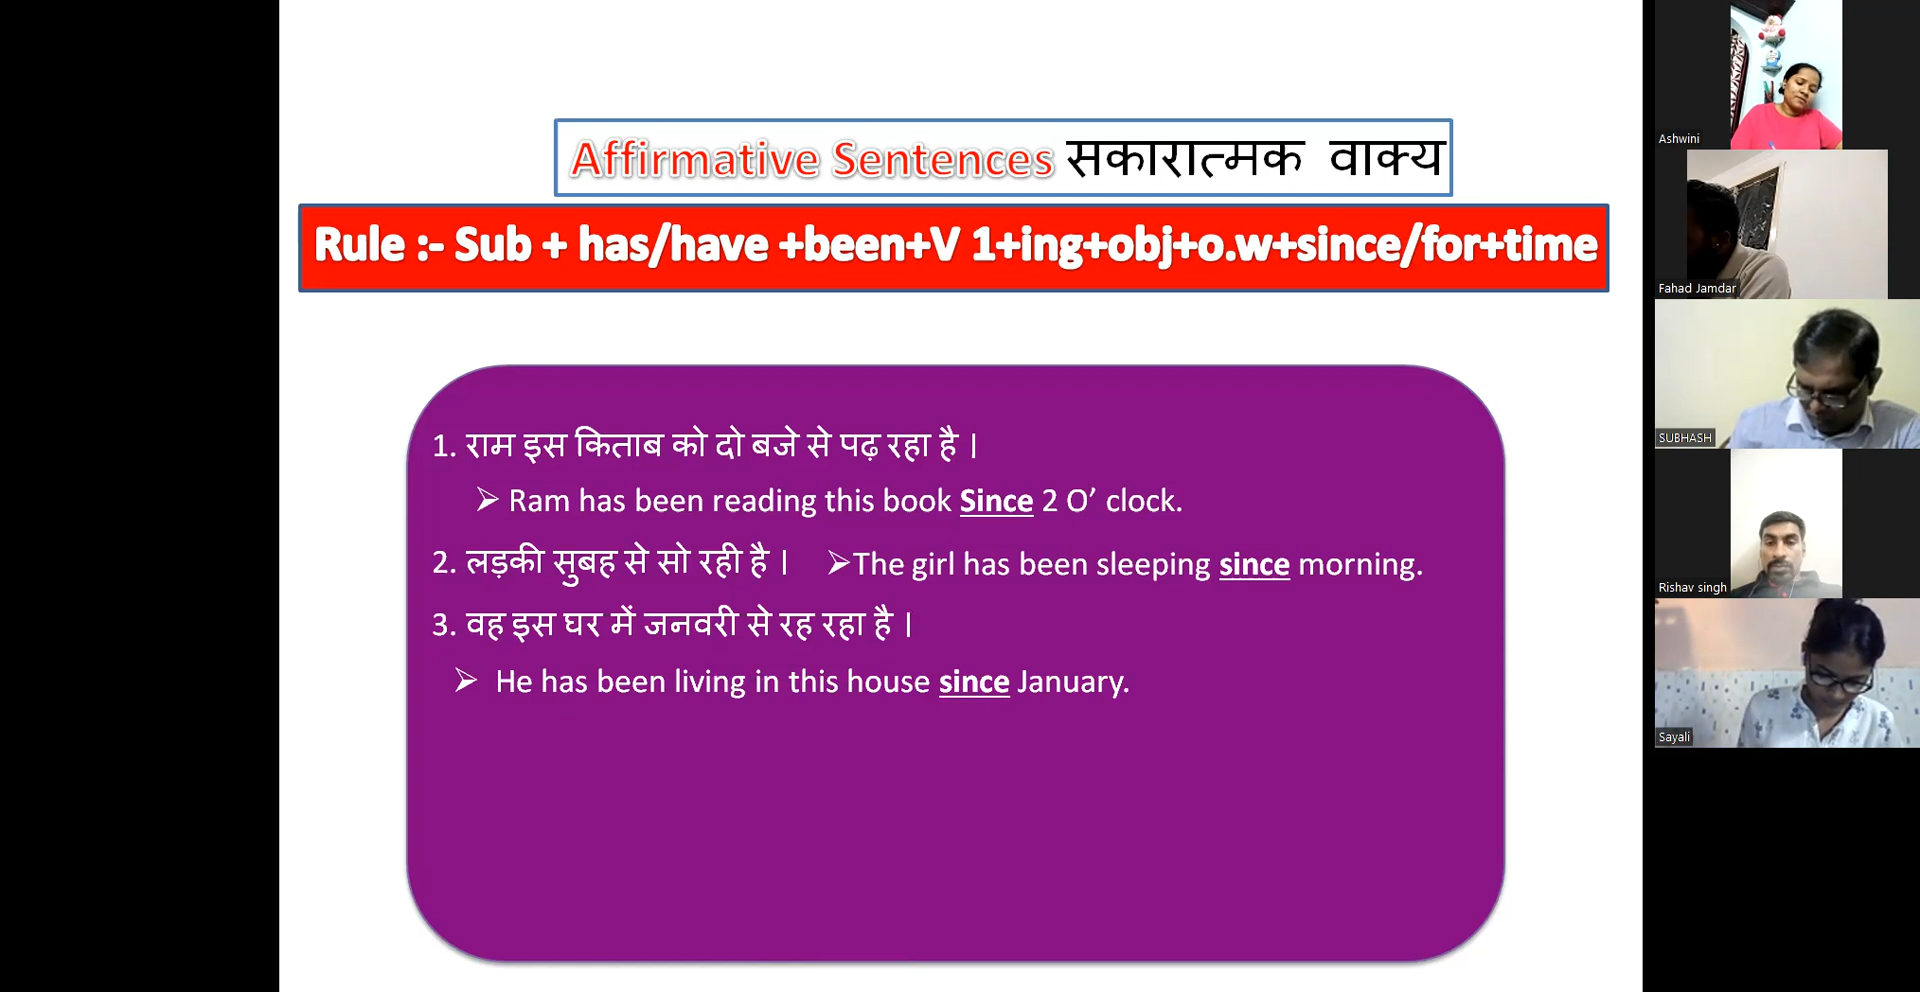 Affirmative Sentences सकारात्मक वाक्य
Rule :- Sub + has/have +been+V 1+ing+obj+o.w+since/for+time
1. राम इस किताब को दो बजे से पढ़ रहा है ।
➢ Ram has been reading this book Since 2 O’ clock.
2. लड़की सुबह से सो रही है । ➢The girl has been sleeping since morning.
3. वह इस घर में जनवरी से रह रहा है ।
➢ He has been living in this house since January.
Ashwini
Fahad Jamdar
SUBHASH
Rishav singh
Sayali